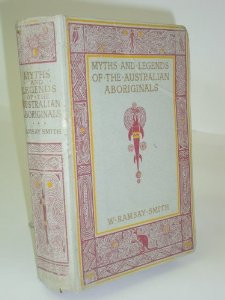 MYTHS AND LEGENDS
OF·THE·AUSTRALIAN
ABORIGINALS
W·RAMSAY·SMITH
MYTHS
AND
LEGENDS
OF·THE
AUSTRALIAN
ABORIGINALS
RAMSAY SMITH